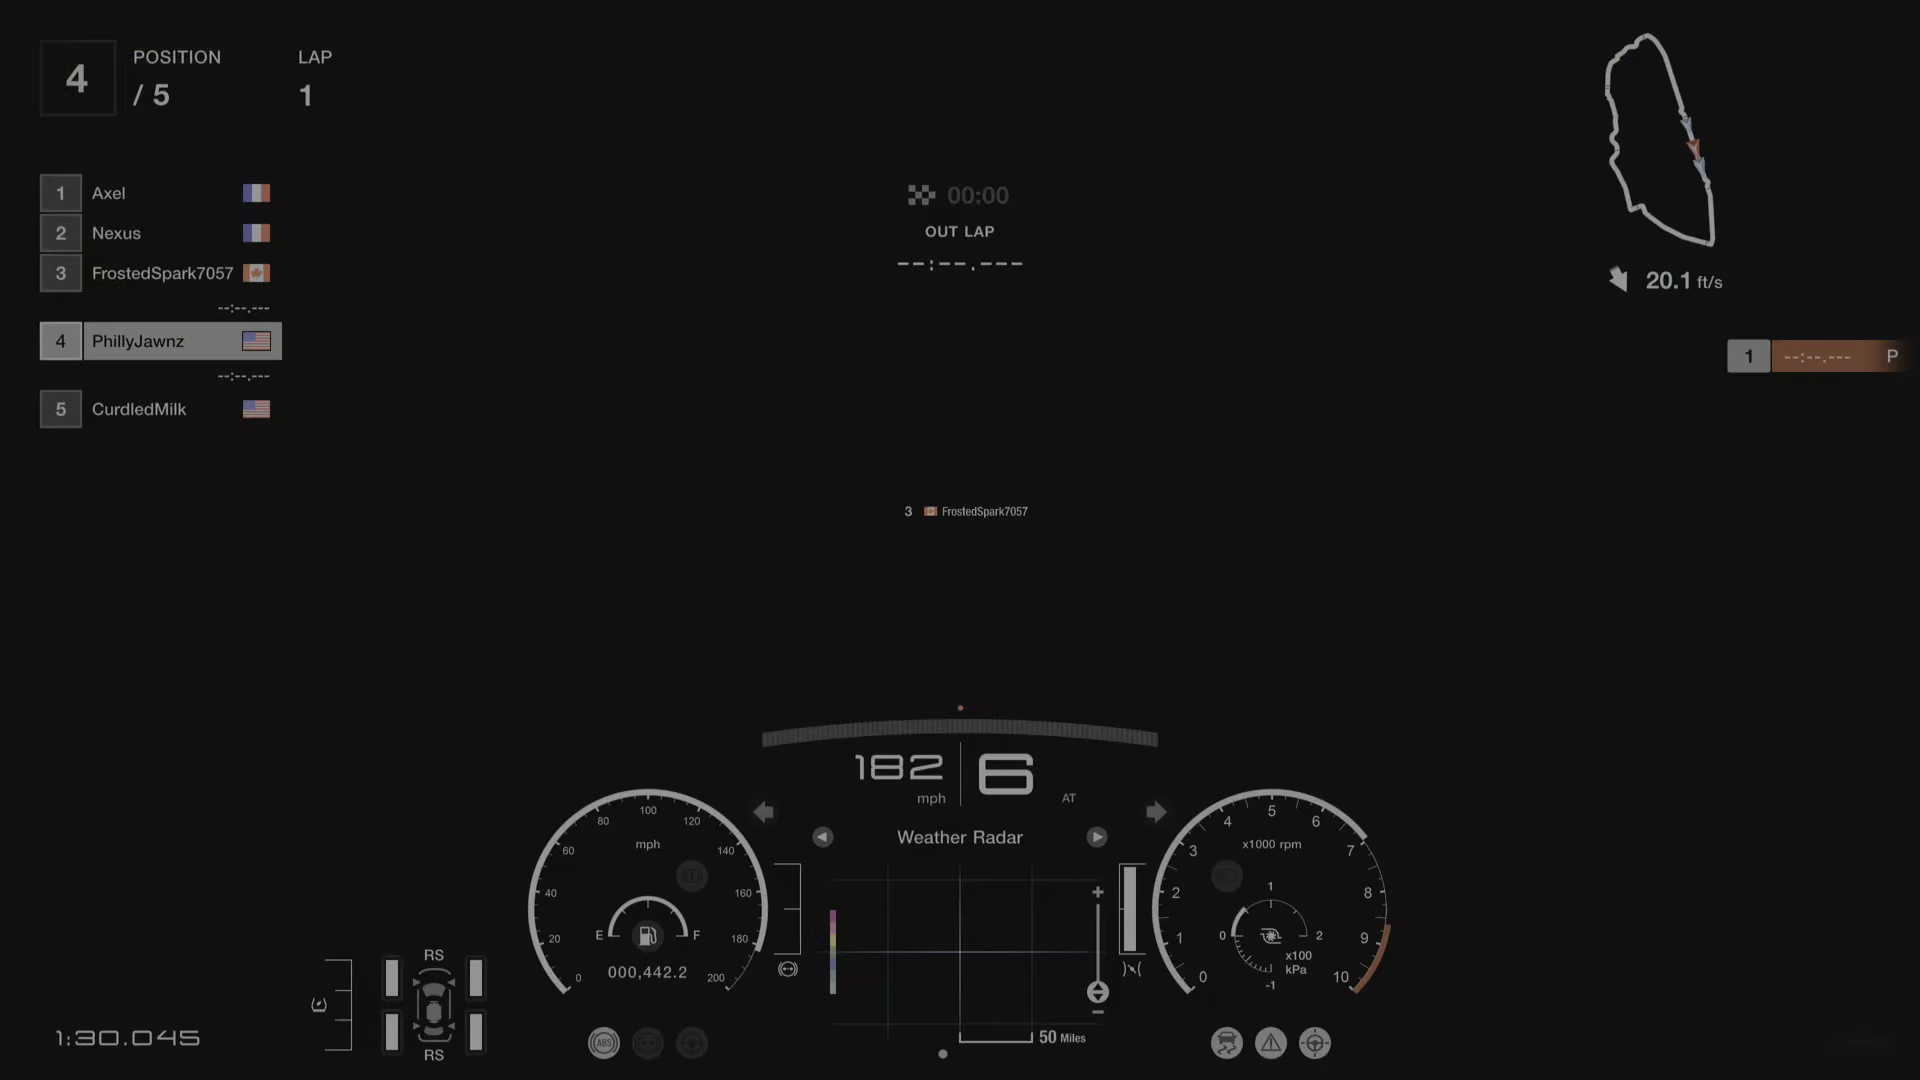 4
POSITION
/ 5
LAP
1
1 Axel
2 Nexus
3 FrostedSpark7057
--:--.---
4 PhillyJawnz
--:--.---
5 CurdledMilk
00:00
OUT LAP
--:--.---
20.1 ft/s
1 --:--.--- P
3 FrostedSpark7057
182 mph
6
AT
Weather Radar
50 Miles
0 20 40 60 80 100 120 140 160 180 200
mph
E F
000,442.2
0 1 2 3 4 5 6 7 8 9 10
x1000 rpm
-1 0 1 2
x100
kPa
RS
RS
ABS
1:30.045